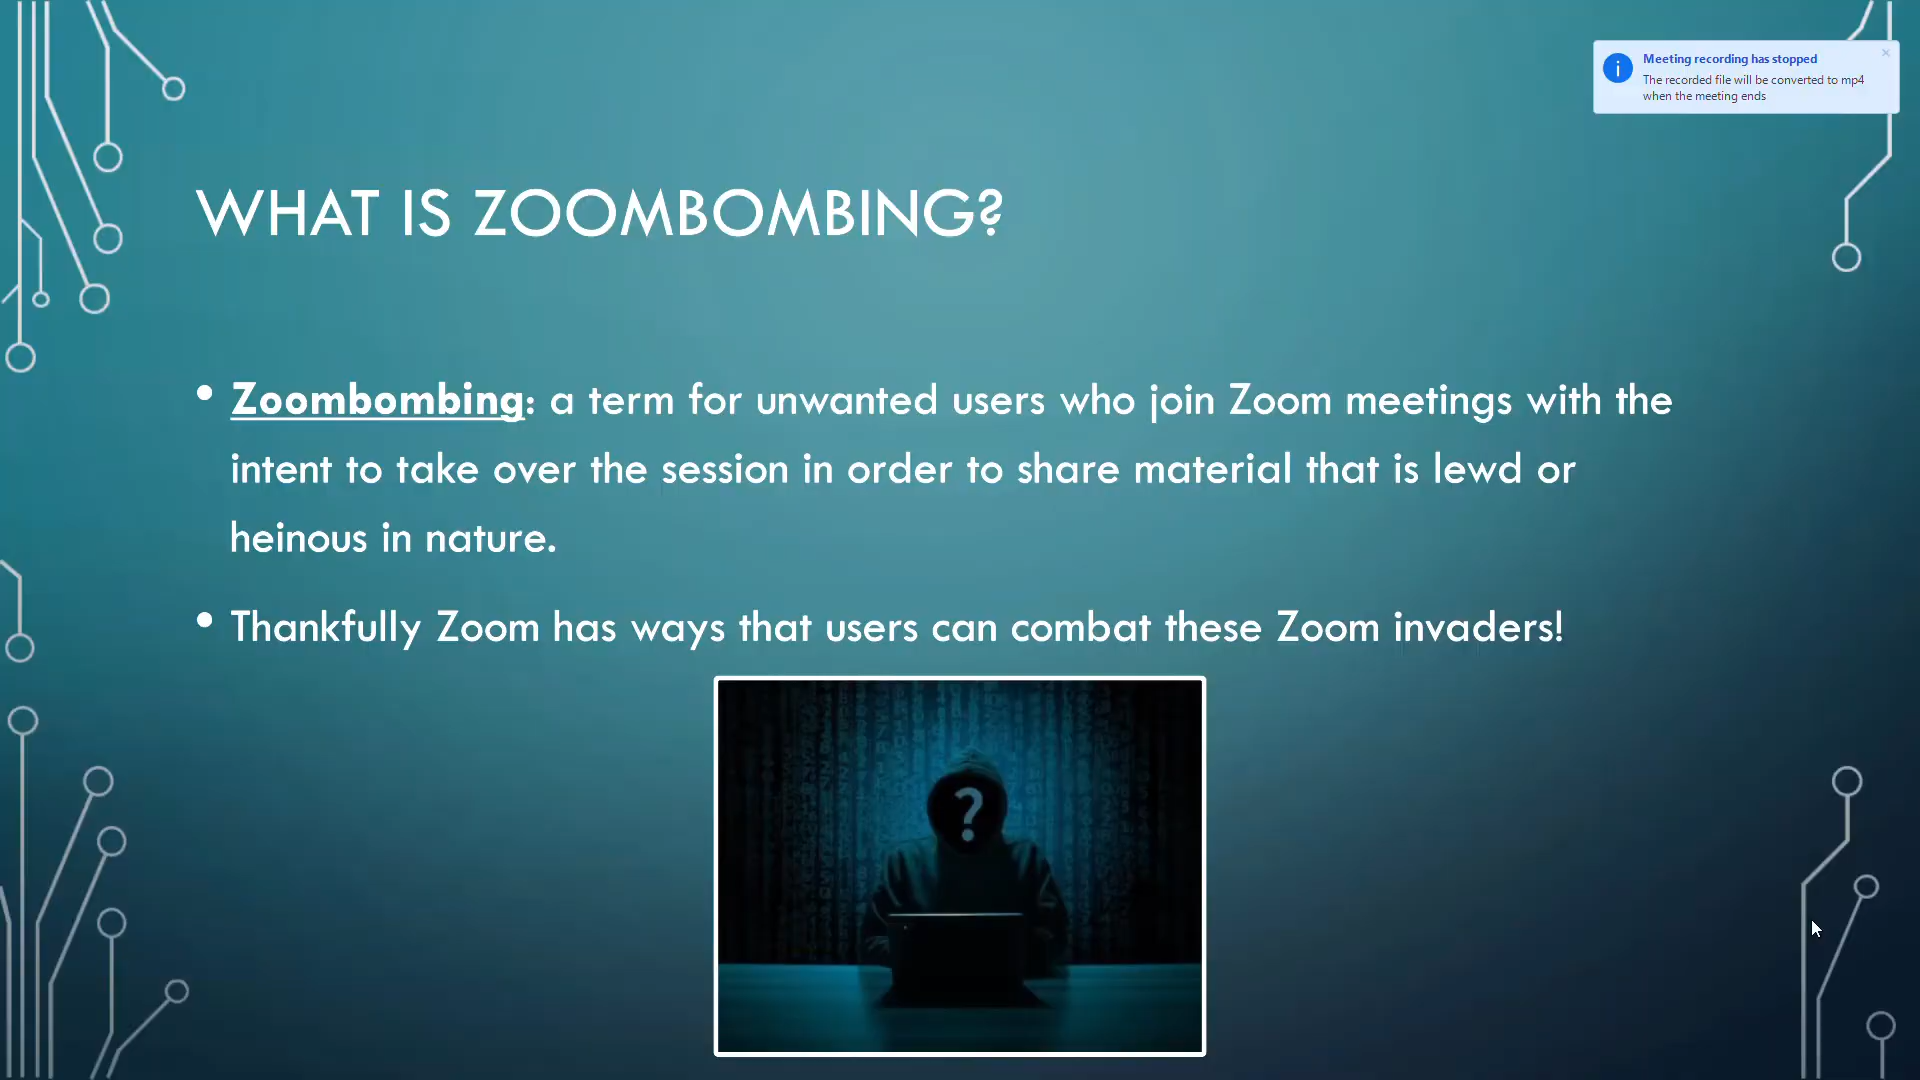 Meeting recording has stopped
The recorded file will be converted to mp4
when the meeting ends
WHAT IS ZOOMBOMBING?
• Zoombombing: a term for unwanted users who join Zoom meetings with the
intent to take over the session in order to share material that is lewd or
heinous in nature.
• Thankfully Zoom has ways that users can combat these Zoom invaders!
?